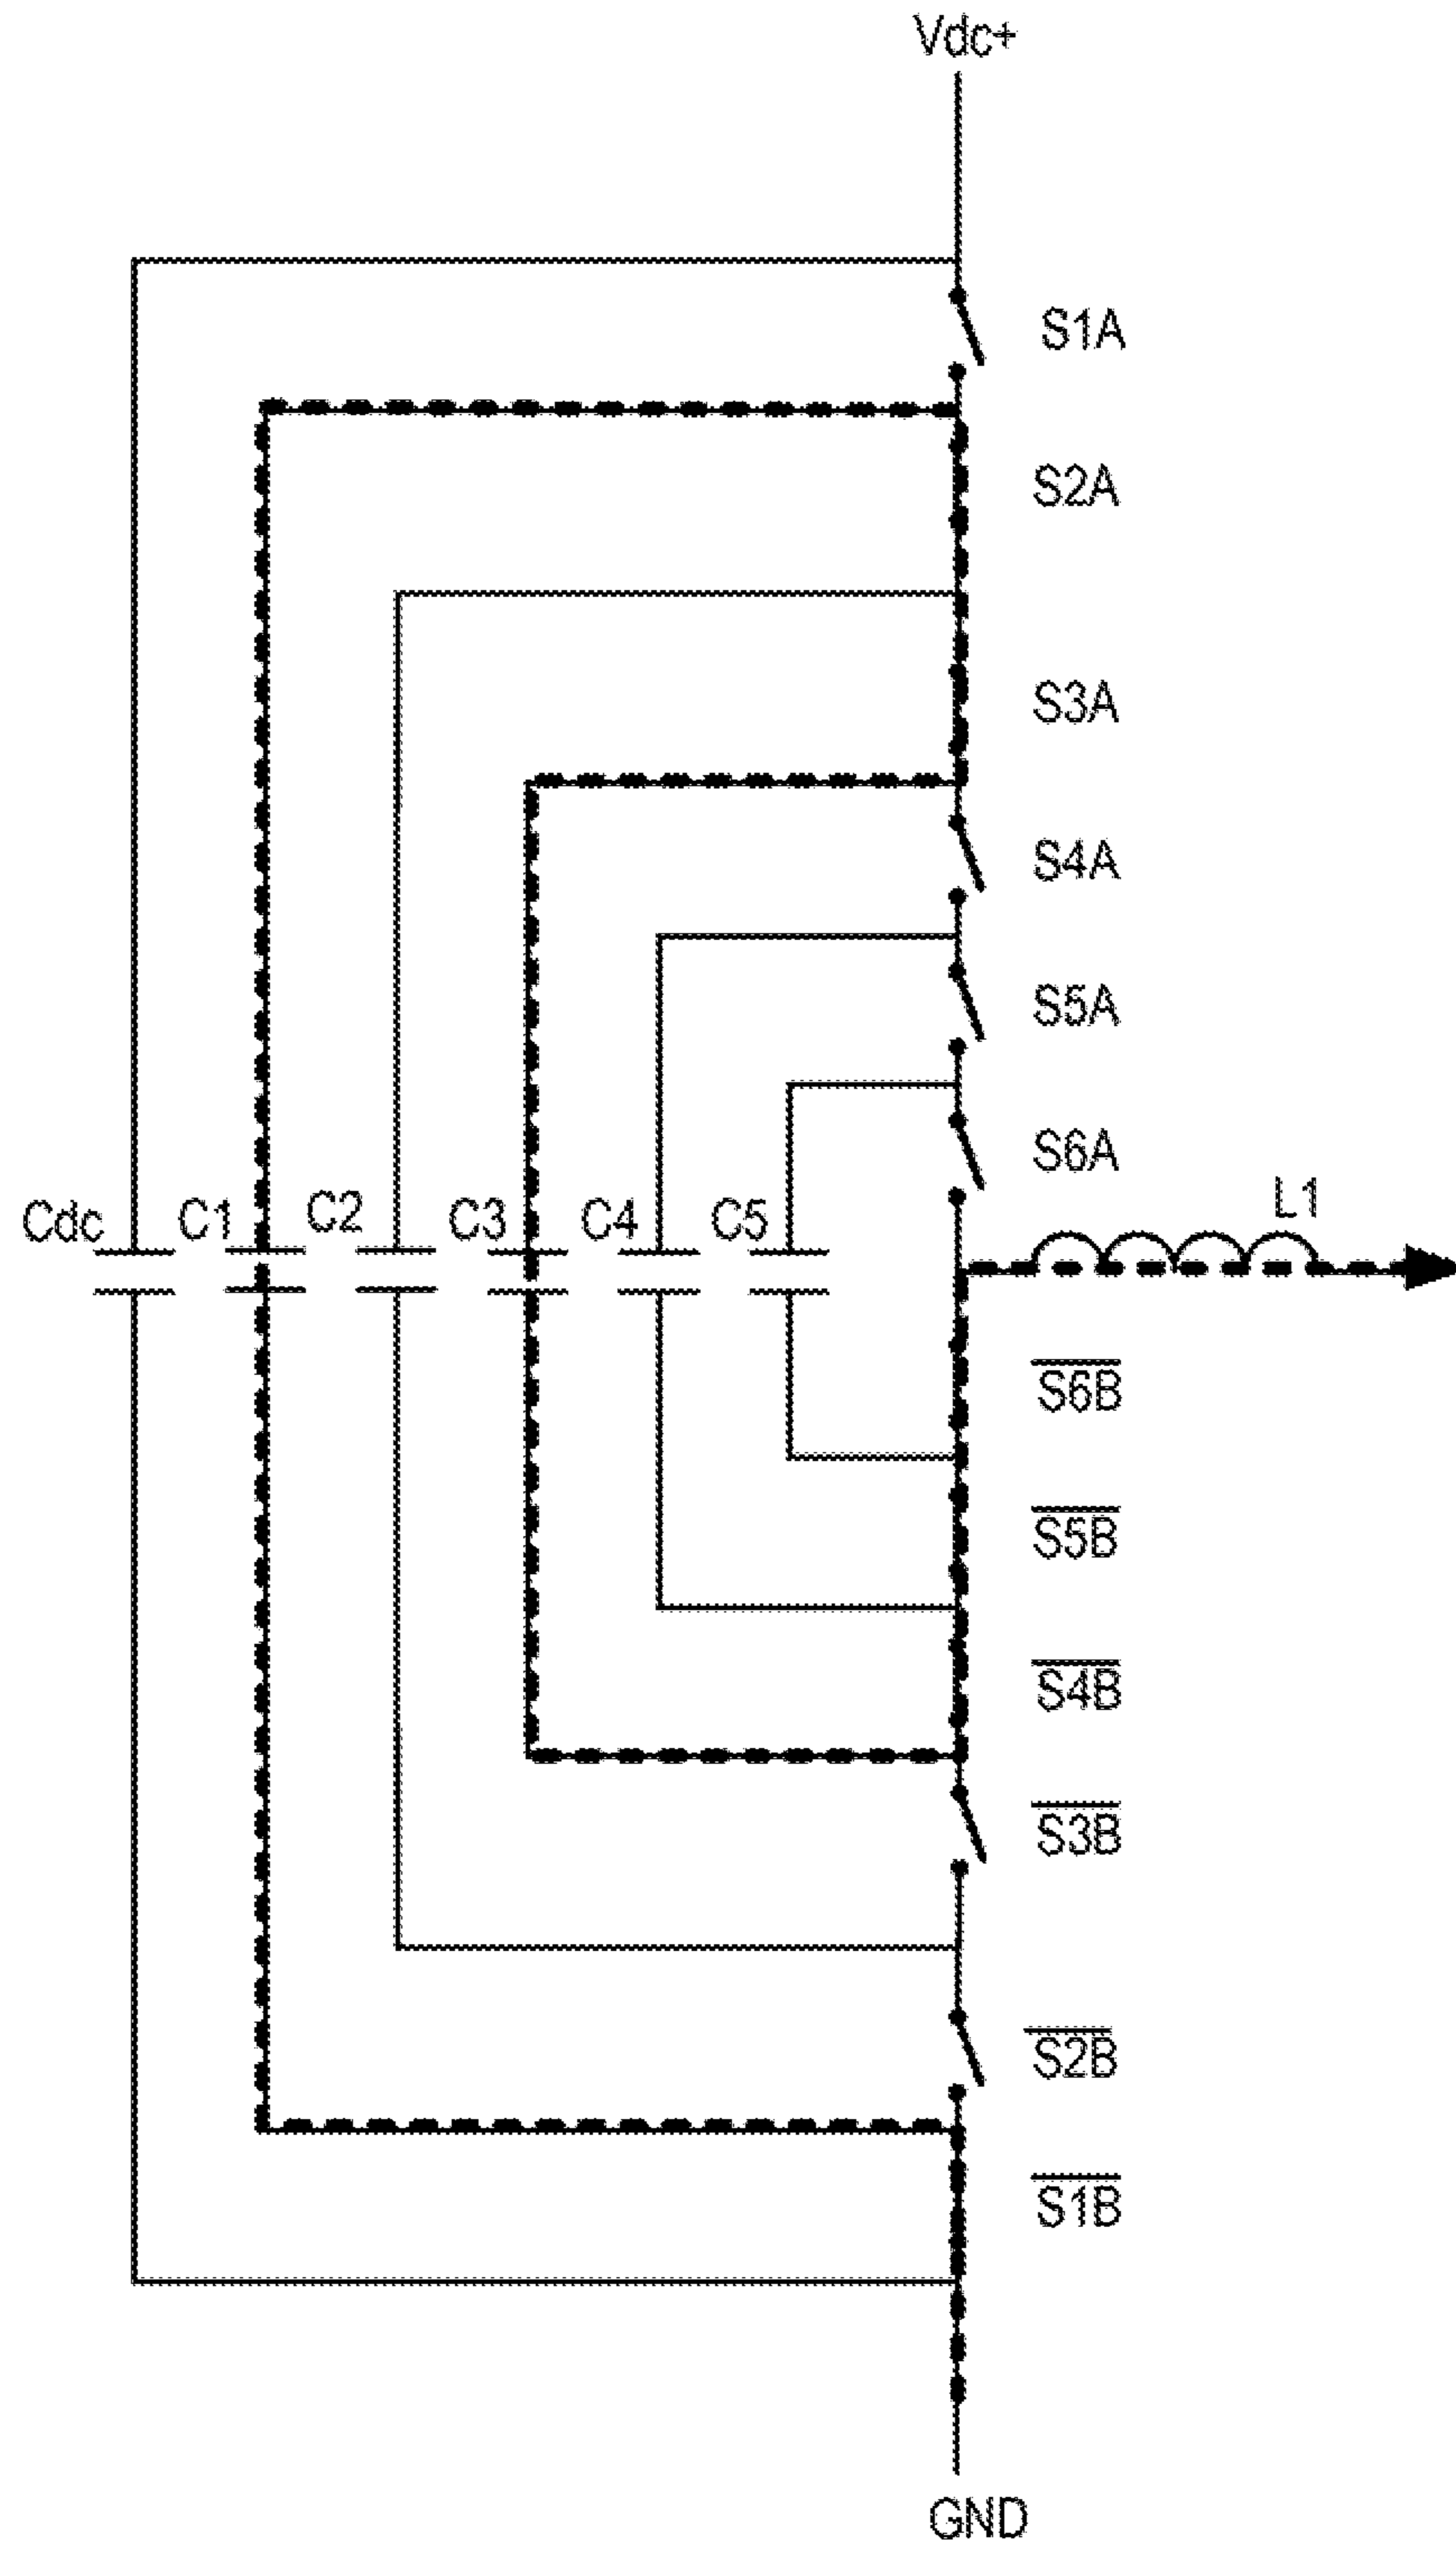 Vdc+
S1A
S2A
S3A
S4A
S5A
S6A
Cdc C1 C2 C3 C4 C5 L1
S6B
S5B
S4B
S3B
S2B
S1B
GND